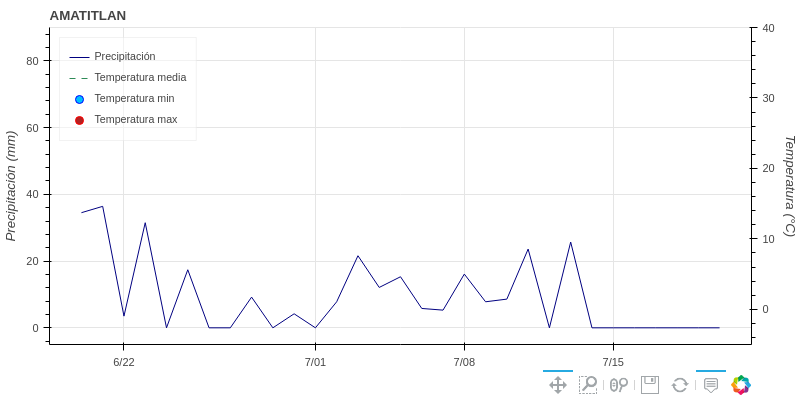 AMATITLAN
Precipitación
Temperatura media
Temperatura min
Temperatura max
80
60
40
20
0
Precipitación (mm)
40
30
20
10
0
Temperatura (°C)
6/22
7/01
7/08
7/15